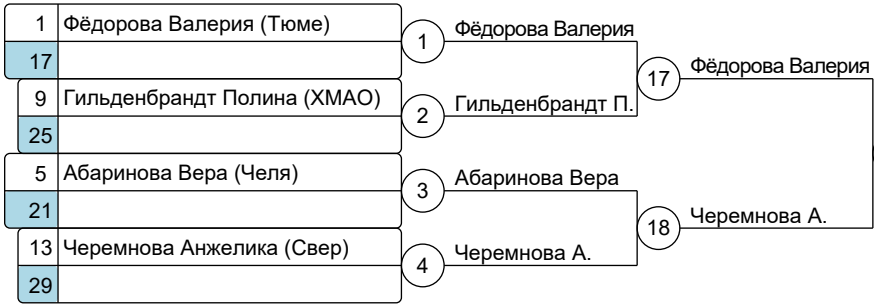 1 Фёдорова Валерия (Тюме)
17
9 Гильденбрандт Полина (ХМАО)
25
5 Абаринова Вера (Челя)
21
13 Черемнова Анжелика (Свер)
29
1
2
3
4
Фёдорова Валерия
Гильденбрандт П.
Абаринова Вера
Черемнова А.
17
18
Фёдорова Валерия
Черемнова А.